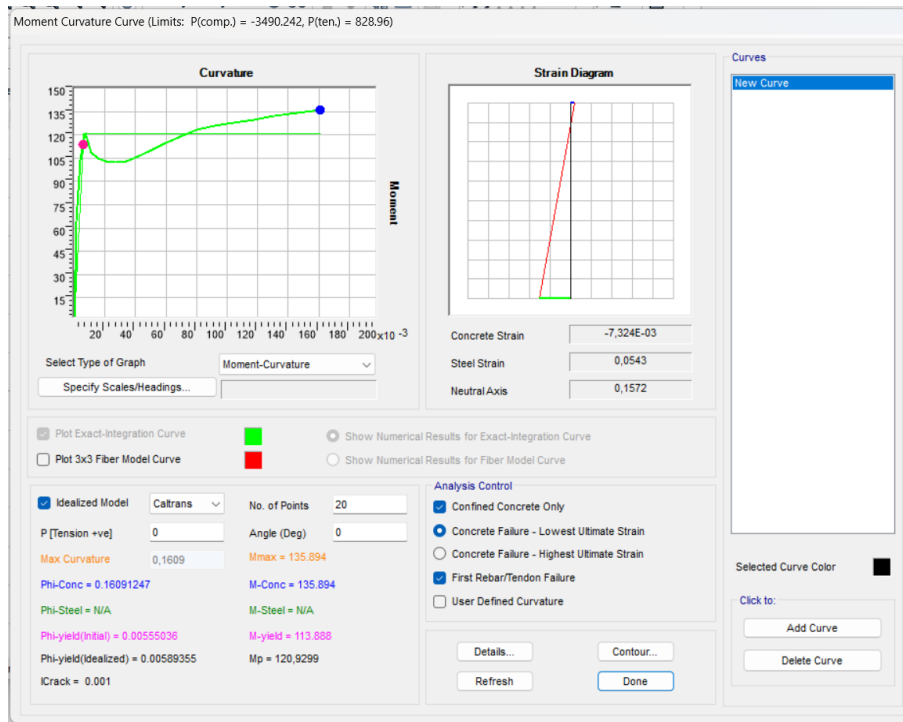 Moment Curvature Curve (Limits: P(comp.) = -3490.242, P(ten.) = 828.96)
Curvature
150
135
120
105
90
75
60
45
30
15
Moment
20 40 60 80 100 120 140 160 180 200x10 -3
Select Type of Graph Moment-Curvature
Specify Scales/Headings...
Strain Diagram
Concrete Strain -7,324E-03
Steel Strain 0,0543
Neutral Axis 0,1572
Plot Exact-Integration Curve Show Numerical Results for Exact-Integration Curve
Plot 3x3 Fiber Model Curve Show Numerical Results for Fiber Model Curve
Idealized Model Caltrans No. of Points 20
P [Tension +ve] 0 Angle (Deg) 0
Max Curvature 0,1609 Mmax = 135.894
Phi-Conc = 0.16091247 M-Conc = 135.894
Phi-Steel = N/A M-Steel = N/A
Phi-yield(Initial) = 0.00555036 M-yield = 113.888
Phi-yield(Idealized) = 0.00589355 Mp = 120,9299
ICrack = 0.001
Analysis Control
Confined Concrete Only
Concrete Failure - Lowest Ultimate Strain
Concrete Failure - Highest Ultimate Strain
First Rebar/Tendon Failure
User Defined Curvature
Details... Contour...
Refresh Done
Curves
New Curve
Selected Curve Color
Click to:
Add Curve
Delete Curve